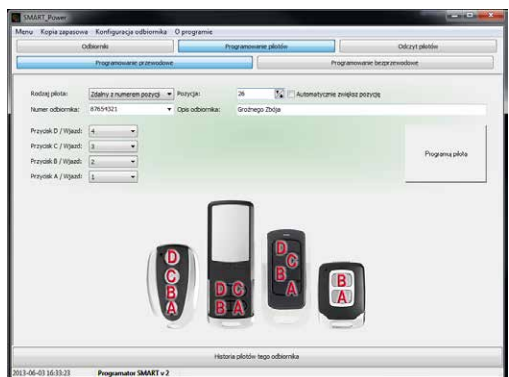 SMART_Power
Menu Kopia zapasowa Konfiguracja odbiornika O programie
Odbiorniki Programowanie pilotów Odczyt pilotów
Programowanie przewodowe Programowanie bezprzewodowe
Rodzaj pilota: Zdalny z numerem pozycji Pozycja: 26 Automatycznie zwiększ pozycję
Numer odbiornika: 87654321 Opis odbiornika: Groźnego Zbója
Przycisk D / Wjazd: 4
Przycisk C / Wjazd: 3
Przycisk B / Wjazd: 2
Przycisk A / Wjazd: 1
Programuj pilota
D C B A
D C B A
D C B A
B A
Historia pilotów tego odbiornika
2013-06-03 16:33:23 Programator SMART v 2